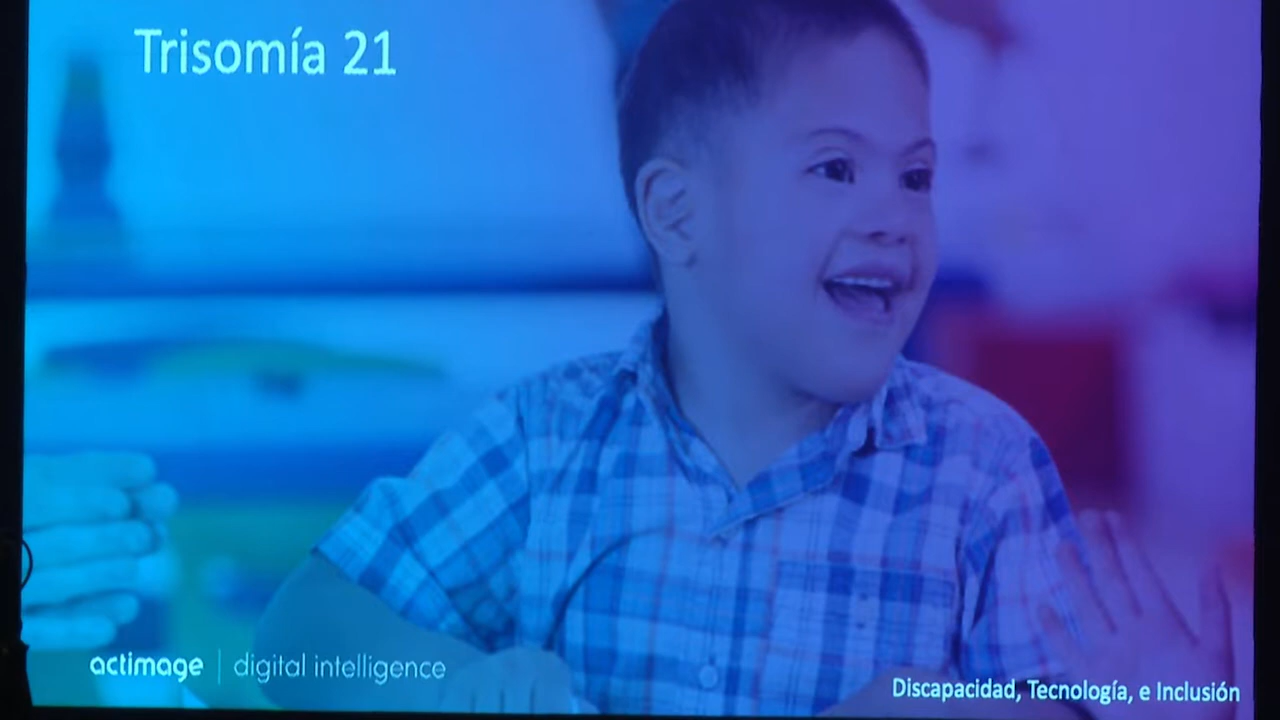 Trisomía 21
actimage | digital intelligence
Discapacidad, Tecnología, e Inclusión